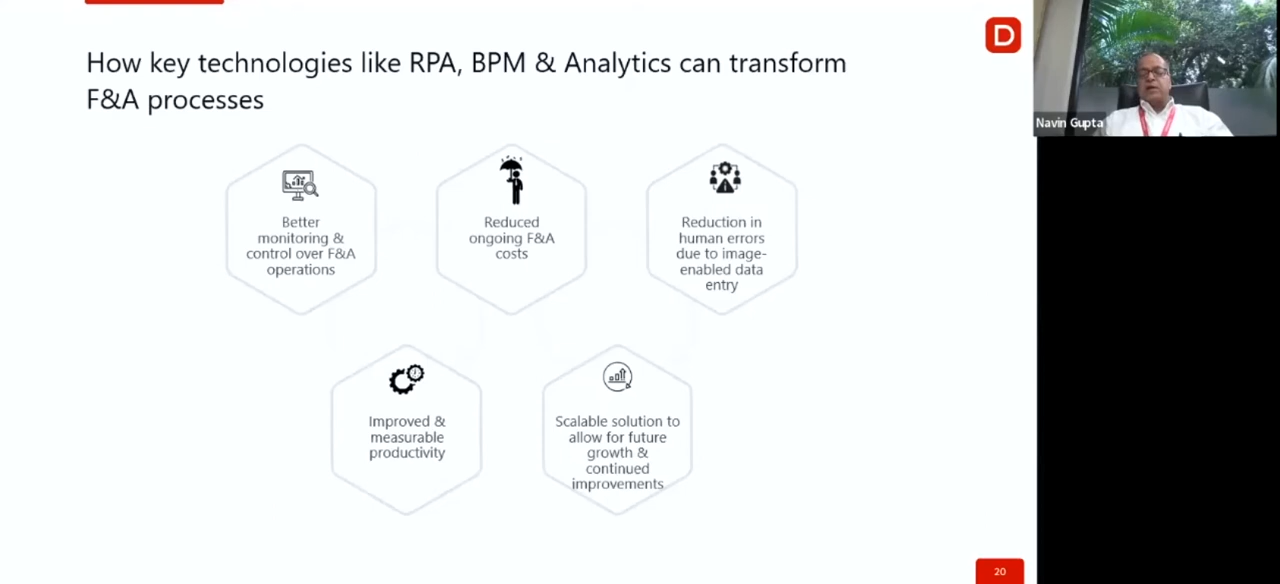 How key technologies like RPA, BPM & Analytics can transform
F&A processes
D
Navin Gupta
Better
monitoring &
control over F&A
operations
Reduced
ongoing F&A
costs
Reduction in
human errors
due to image-
enabled data
entry
Improved &
measurable
productivity
Scalable solution to
allow for future
growth &
continued
improvements
20